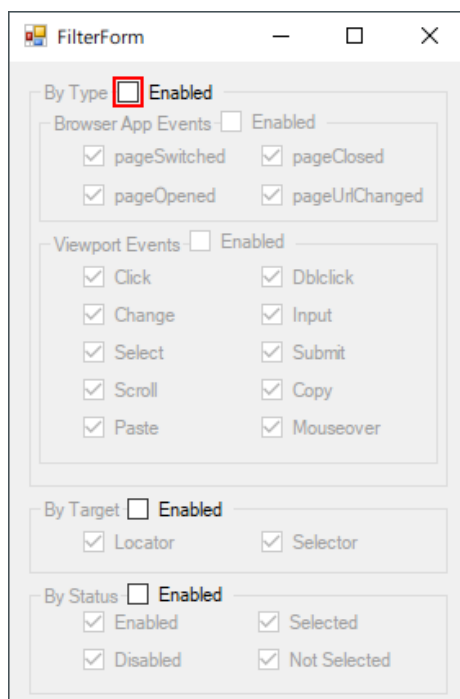 FilterForm
By Type Enabled
Browser App Events Enabled
pageSwitched pageClosed
pageOpened pageUrlChanged
Viewport Events Enabled
Click Dblclick
Change Input
Select Submit
Scroll Copy
Paste Mouseover
By Target Enabled
Locator Selector
By Status Enabled
Enabled Selected
Disabled Not Selected